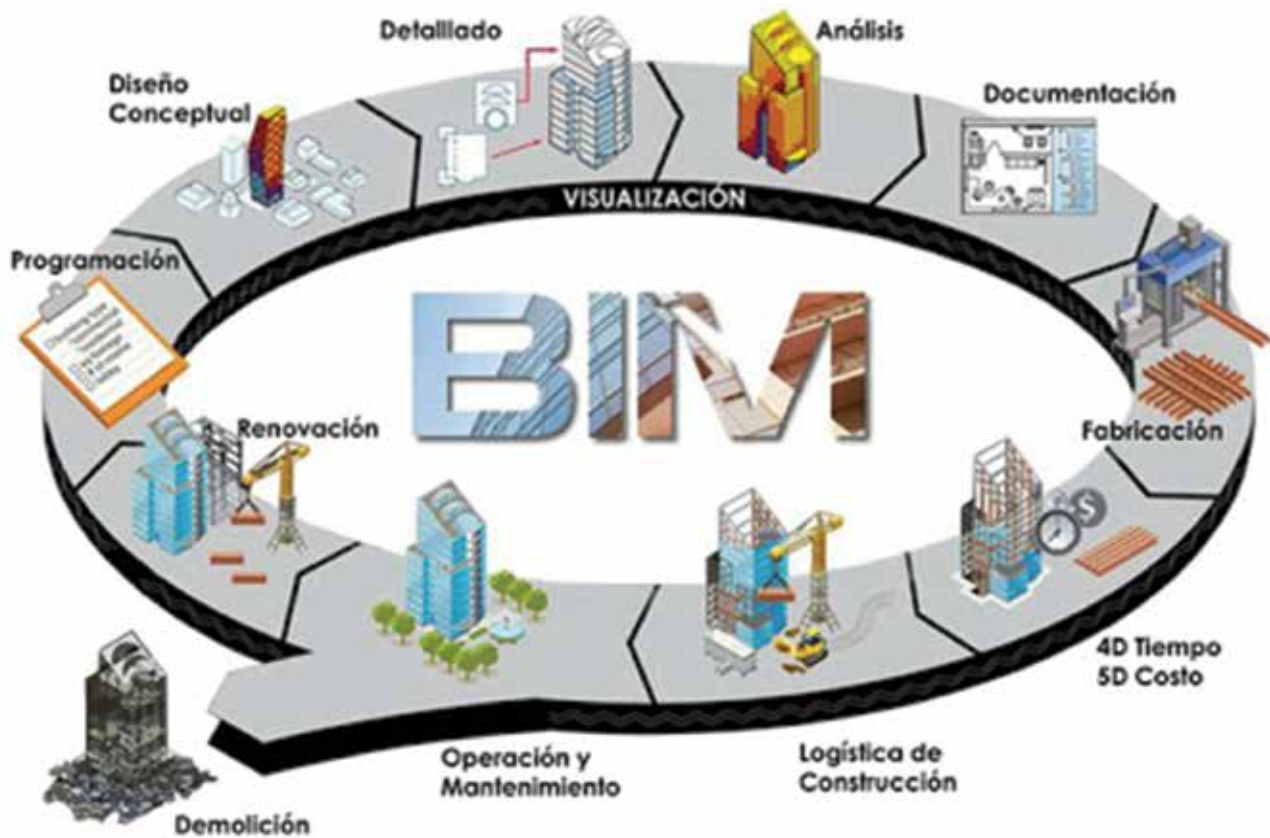 Detalllado
Análisis
Diseño
Conceptual
Documentación
VISUALIZACIÓN
Programación
BIM
Renovación
Fabricación
4D Tiempo
5D Costo
Operación y
Mantenimiento
Logística de
Construcción
Demolición
$